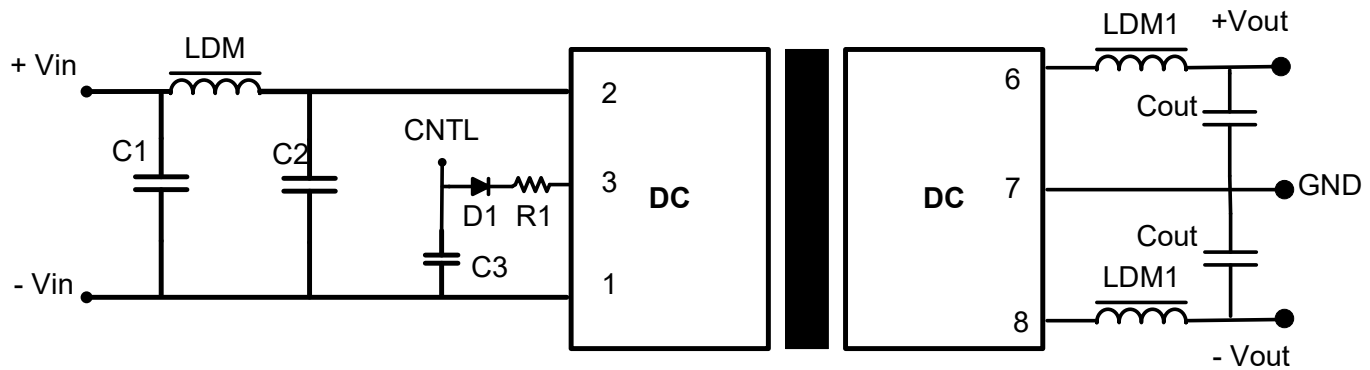 LDM
+ Vin
C1
C2
CNTL
D1
R1
C3
- Vin
2
3
1
DC
DC
6
7
8
LDM1
+Vout
Cout
GND
Cout
LDM1
- Vout